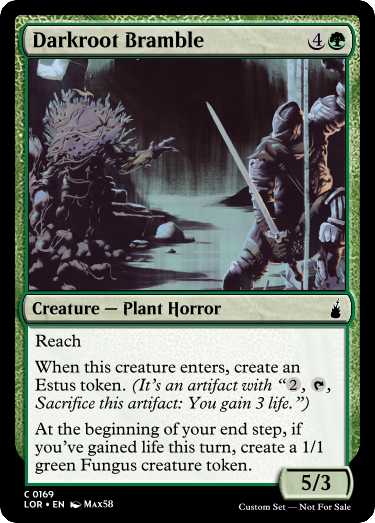 Darkroot Bramble 4
Creature — Plant Horror
Reach
When this creature enters, create an
Estus token. (It's an artifact with “2, T,
Sacrifice this artifact: You gain 3 life.”)
At the beginning of your end step, if
you've gained life this turn, create a 1/1
green Fungus creature token.
5/3
C 0169
LOR • EN Max58
Custom Set — Not For Sale